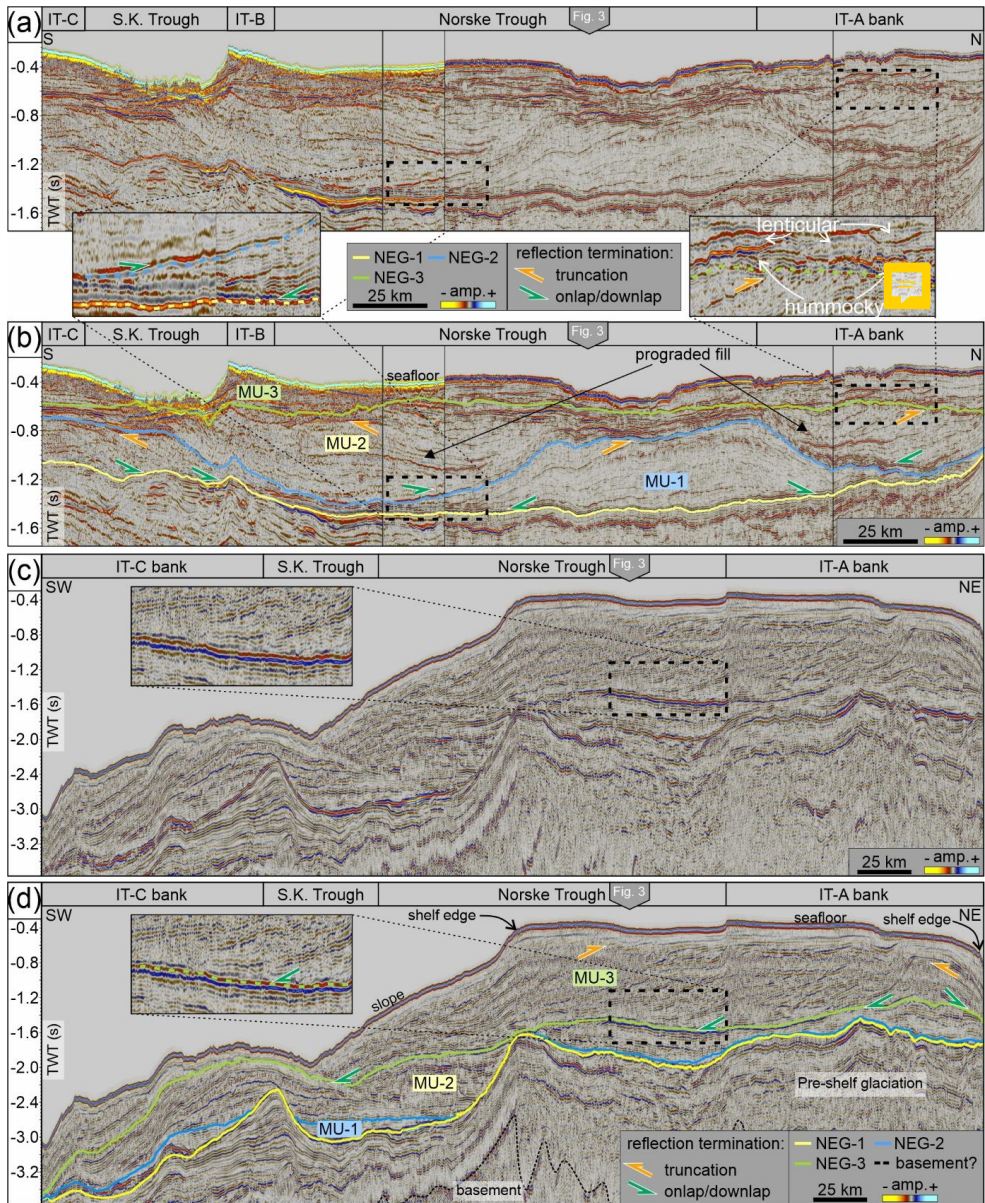 (a)
IT-C S.K. Trough IT-B Norske Trough Fig. 3 IT-A bank
S N
-0.4
-0.8
-1.2
-1.6
TWT (s)
lenticular
hummocky
NEG-1 NEG-2
NEG-3
25 km - amp. +
reflection termination:
truncation
onlap/downlap
(b)
IT-C S.K. Trough IT-B Norske Trough Fig. 3 IT-A bank
S N
-0.4
-0.8
-1.2
-1.6
TWT (s)
seafloor
prograded fill
MU-3
MU-2
MU-1
25 km - amp. +
(c)
IT-C bank S.K. Trough Norske Trough Fig. 3 IT-A bank
SW NE
-0.4
-0.8
-1.2
-1.6
-2.0
-2.4
-3.0
-3.2
TWT (s)
25 km - amp. +
(d)
IT-C bank S.K. Trough Norske Trough Fig. 3 IT-A bank
SW NE
-0.4
-0.8
-1.2
-1.6
-2.0
-2.4
-3.0
-3.2
TWT (s)
shelf edge
seafloor
shelf edge
slope
MU-3
MU-2
MU-1
Pre-shelf glaciation
basement
reflection termination:
truncation
onlap/downlap
NEG-1 NEG-2
NEG-3 basement?
25 km - amp. +